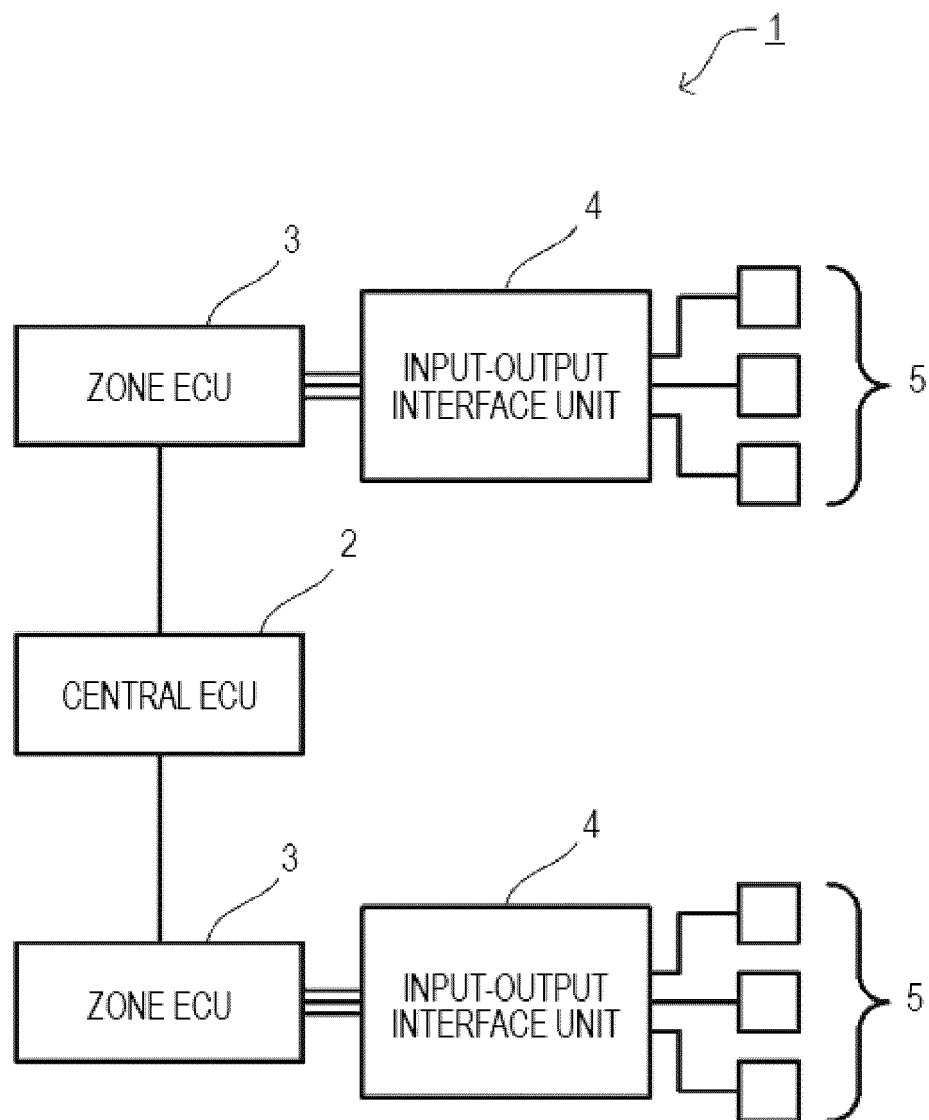 1
4
3
ZONE ECU
INPUT-OUTPUT
INTERFACE UNIT
5
2
CENTRAL ECU
4
3
ZONE ECU
INPUT-OUTPUT
INTERFACE UNIT
5